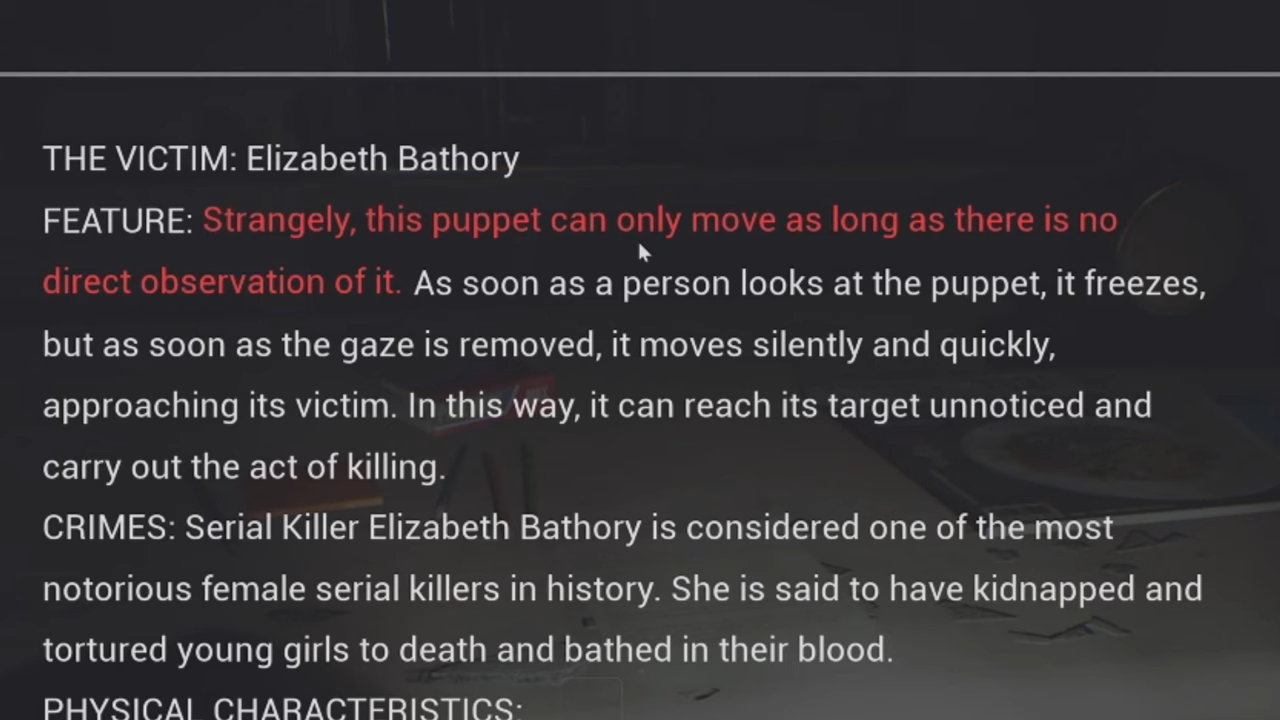 THE VICTIM: Elizabeth Bathory
FEATURE: Strangely, this puppet can only move as long as there is no
direct observation of it. As soon as a person looks at the puppet, it freezes,
but as soon as the gaze is removed, it moves silently and quickly,
approaching its victim. In this way, it can reach its target unnoticed and
carry out the act of killing.
CRIMES: Serial Killer Elizabeth Bathory is considered one of the most
notorious female serial killers in history. She is said to have kidnapped and
tortured young girls to death and bathed in their blood.
PHYSICAL CHARACTERISTICS: